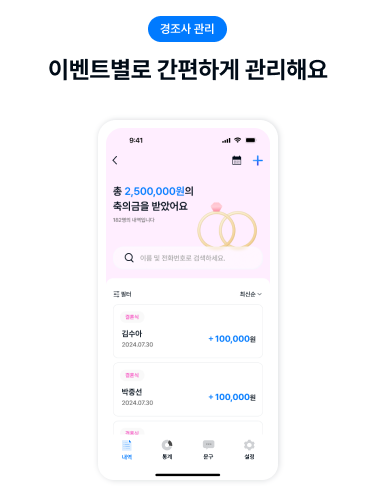 경조사 관리
이벤트별로 간편하게 관리해요
9:41
총 2,500,000원의
축의금을 받았어요
162명의 내역입니다
이름 및 전화번호로 검색하세요.
필터
최신순
결혼식
김수아
2024.07.30
+ 100,000원
결혼식
박중선
2024.07.30
+ 100,000원
결혼식
내역
통계
문구
설정